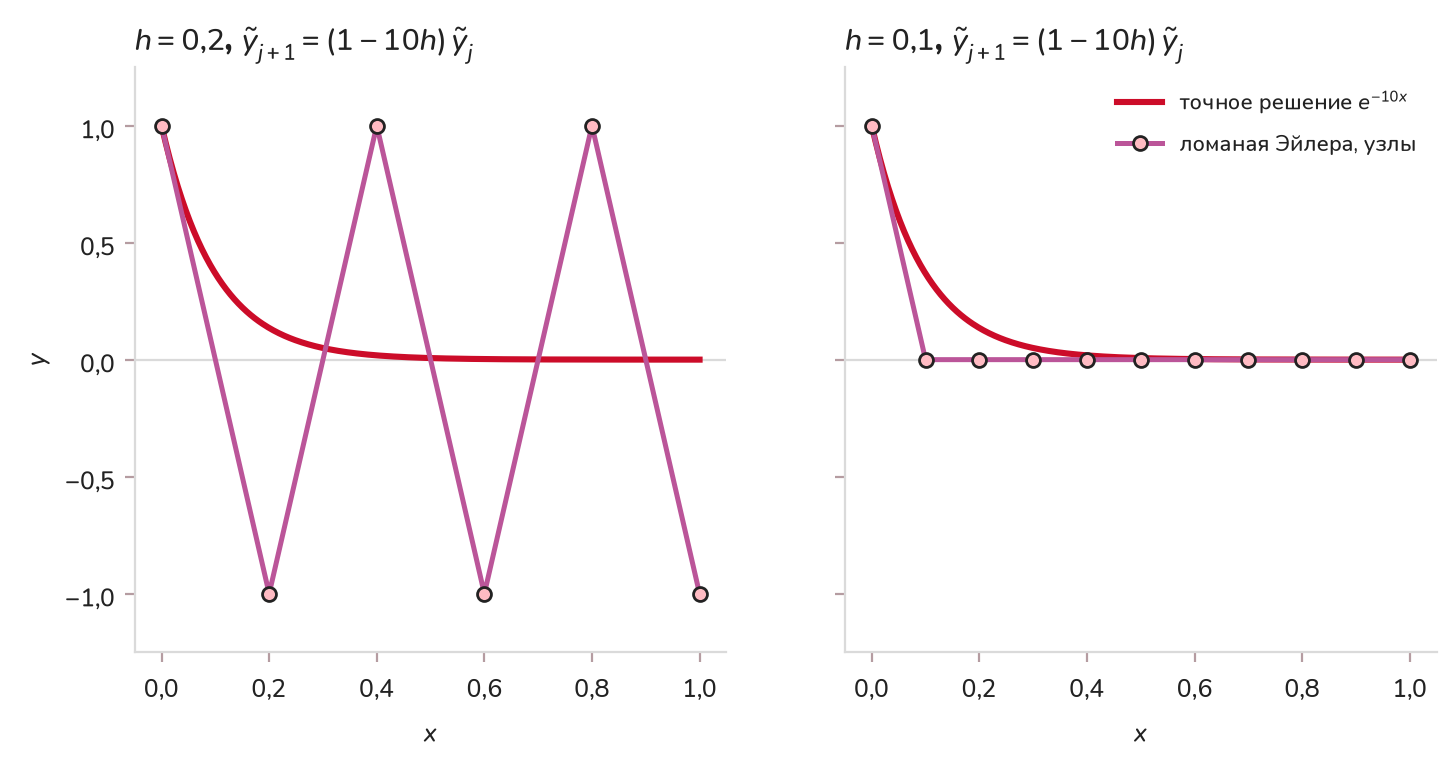 h = 0,2, ỹ_{j+1} = (1 − 10h) ỹ_j
1,0
0,5
0,0
−0,5
−1,0
y
0,0 0,2 0,4 0,6 0,8 1,0
x
h = 0,1, ỹ_{j+1} = (1 − 10h) ỹ_j
точное решение e^{−10x}
ломаная Эйлера, узлы
0,0 0,2 0,4 0,6 0,8 1,0
x